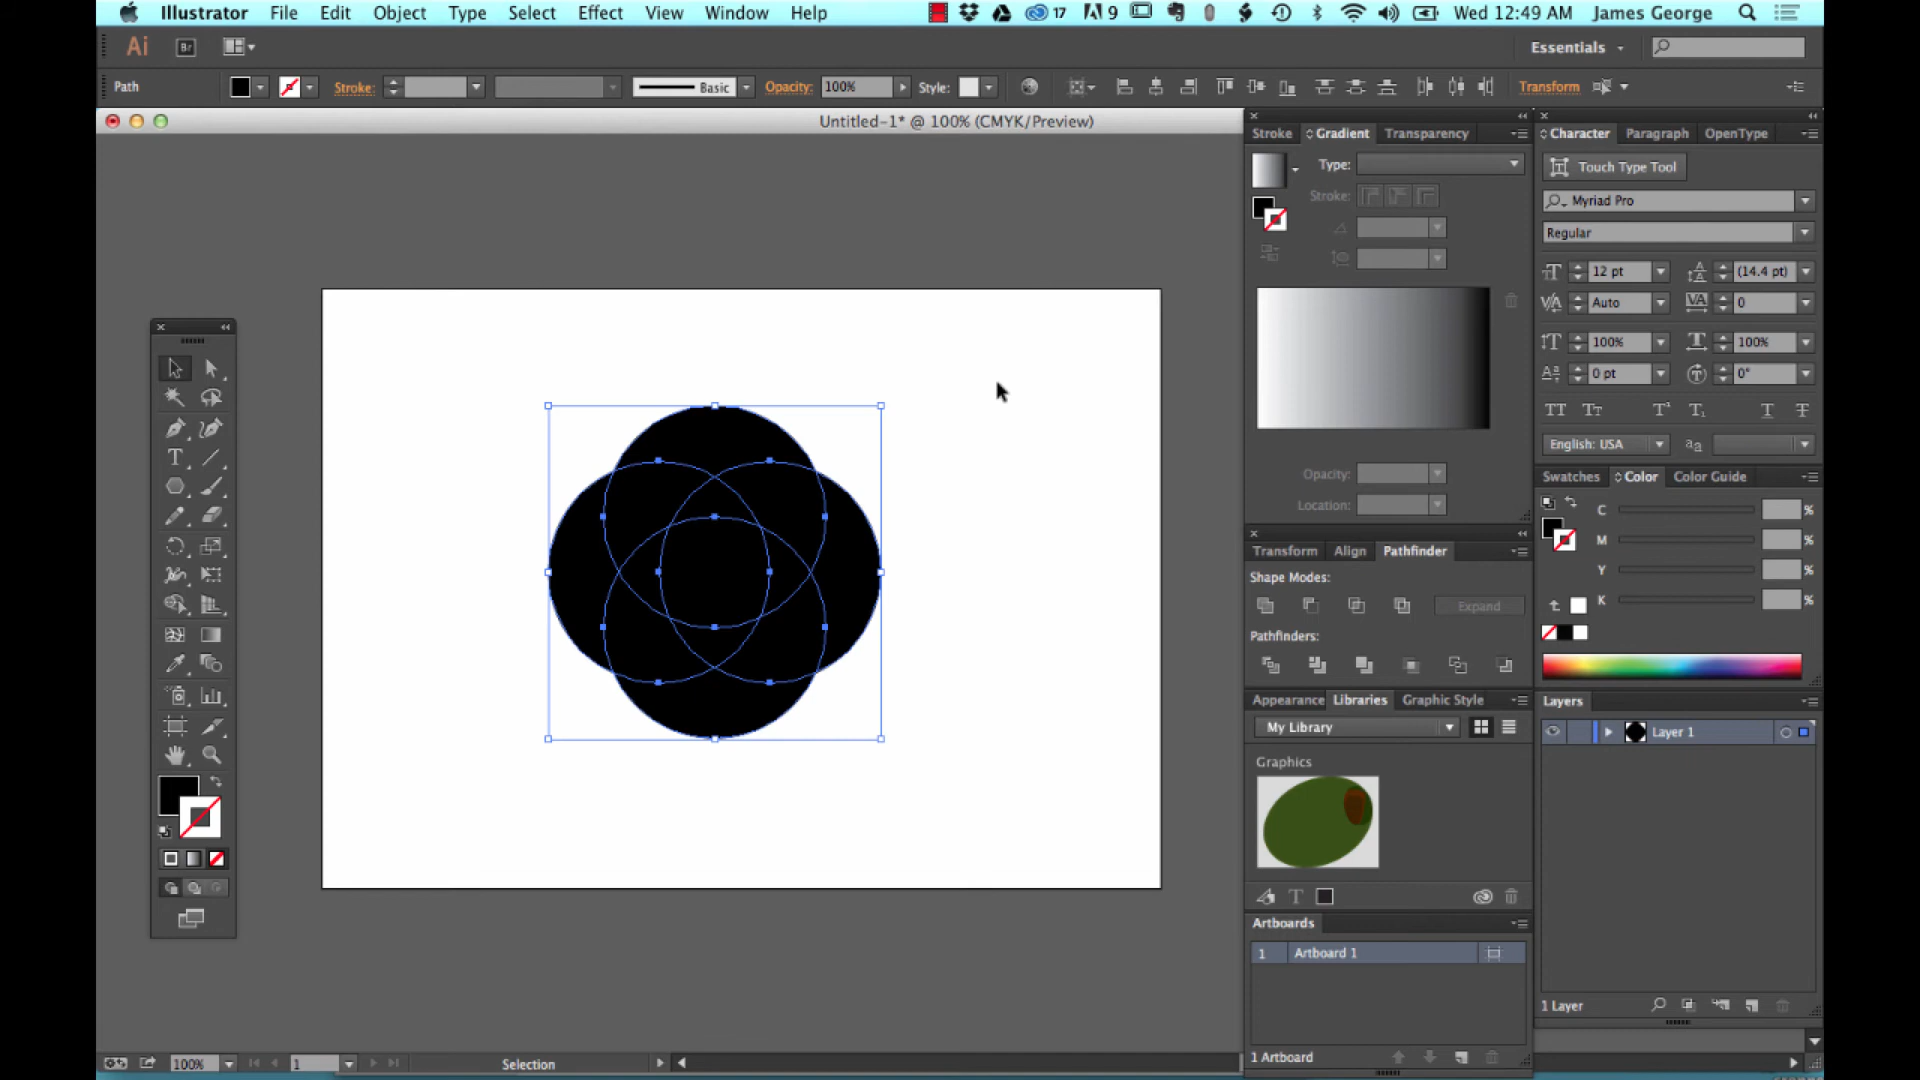 Illustrator File Edit Object Type Select Effect View Window Help 17 9 Wed 12:49 AM James George
Ai Br Essentials
Path Stroke: Basic Opacity: 100% Style: Transform
Untitled-1* @ 100% (CMYK/Preview)
Stroke Gradient Transparency
Type:
Stroke:
Opacity:
Location:
Transform Align Pathfinder
Shape Modes:
Expand
Pathfinders:
Appearance Libraries Graphic Style
My Library
Graphics
Artboards
1 Artboard 1
1 Artboard
Character Paragraph OpenType
Touch Type Tool
Myriad Pro
Regular
12 pt (14.4 pt)
Auto 0
100% 100%
0 pt 0°
English: USA
Swatches Color Color Guide
C %
M %
Y %
K %
Layers
Layer 1
1 Layer
100% 1 Selection